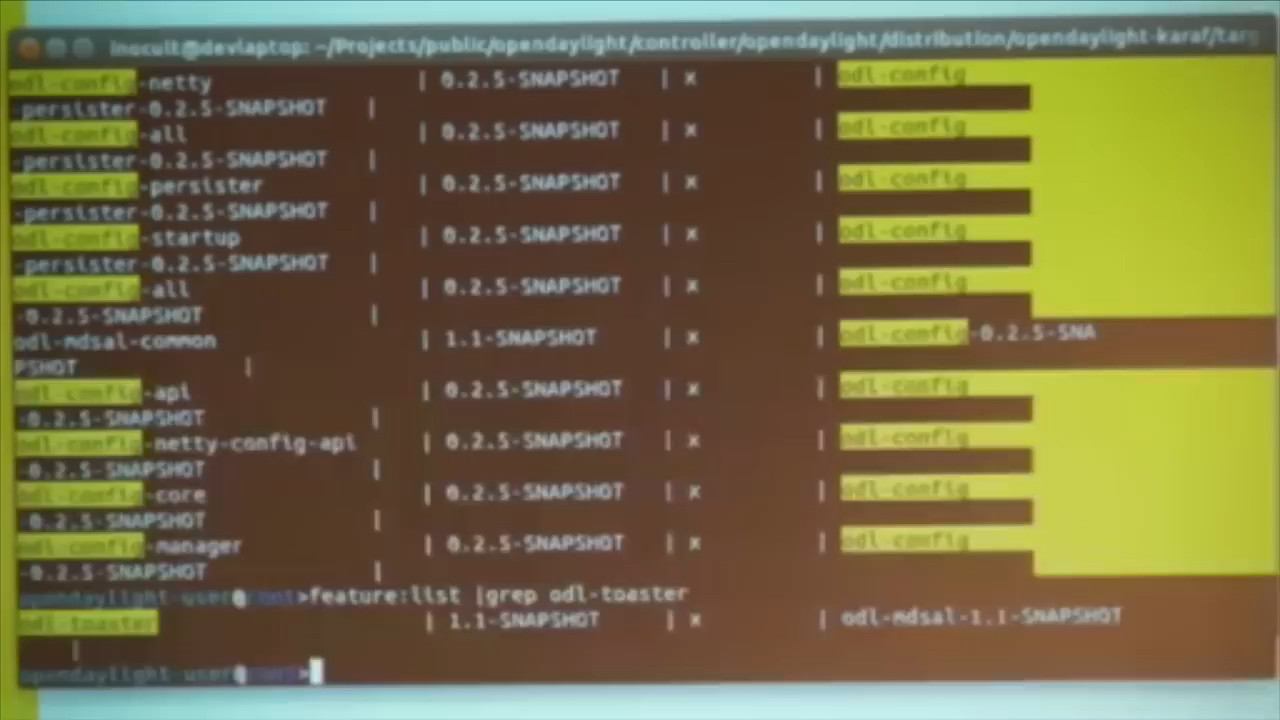 inocult@devlaptop: ~/Projects/public/opendaylight/controller/opendaylight/distribution/opendaylight-karaf/targ
odl-config-netty | 0.2.5-SNAPSHOT | x | odl-config
-persister-0.2.5-SNAPSHOT |
odl-config-all | 0.2.5-SNAPSHOT | x | odl-config
-persister-0.2.5-SNAPSHOT |
odl-config-persister | 0.2.5-SNAPSHOT | x | odl-config
-persister-0.2.5-SNAPSHOT |
odl-config-startup | 0.2.5-SNAPSHOT | x | odl-config
-persister-0.2.5-SNAPSHOT |
odl-config-all | 0.2.5-SNAPSHOT | x | odl-config
-0.2.5-SNAPSHOT |
odl-mdsal-common | 1.1-SNAPSHOT | x | odl-config-0.2.5-SNA
PSHOT |
odl-config-api | 0.2.5-SNAPSHOT | x | odl-config
-0.2.5-SNAPSHOT |
odl-config-netty-config-api | 0.2.5-SNAPSHOT | x | odl-config
-0.2.5-SNAPSHOT |
odl-config-core | 0.2.5-SNAPSHOT | x | odl-config
-0.2.5-SNAPSHOT |
odl-config-manager | 0.2.5-SNAPSHOT | x | odl-config
-0.2.5-SNAPSHOT |
opendaylight-user@root>feature:list |grep odl-toaster
odl-toaster | 1.1-SNAPSHOT | x | odl-mdsal-1.1-SNAPSHOT
|
opendaylight-user@root>